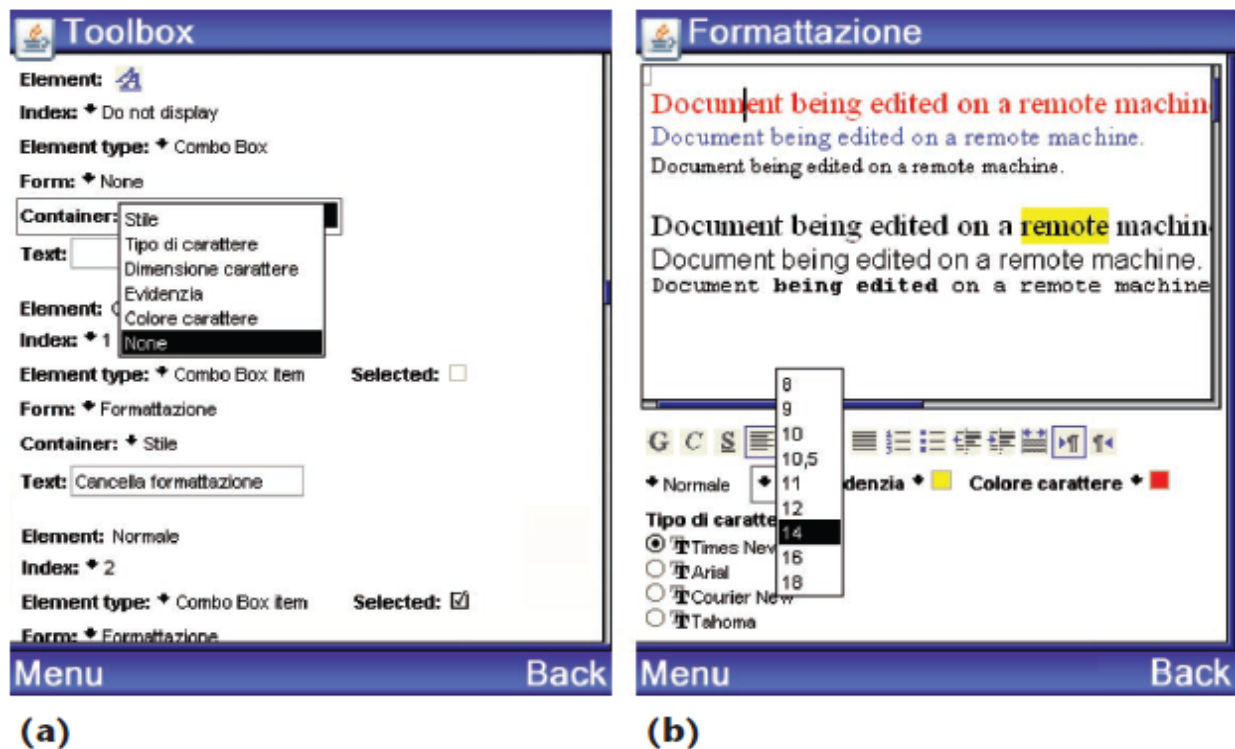 Toolbox
Element:
Index: Do not display
Element type: Combo Box
Form: None
Container:
Stile
Tipo di carattere
Dimensione carattere
Evidenzia
Colore carattere
None
Text:
Element:
Index: 1
Element type: Combo Box item Selected:
Form: Formattazione
Container: Stile
Text: Cancella formattazione
Element: Normale
Index: 2
Element type: Combo Box item Selected:
Form: Formattazione
Menu Back
(a)
Formattazione
Document being edited on a remote machin
Document being edited on a remote machine.
Document being edited on a remote machine.
Document being edited on a remote machin
Document being edited on a remote machine.
Document being edited on a remote machine
8
9
10
10,5
11
12
14
16
18
G C S
Normale denzia Colore carattere
Tipo di caratte
Times New
Arial
Courier New
Tahoma
Menu Back
(b)